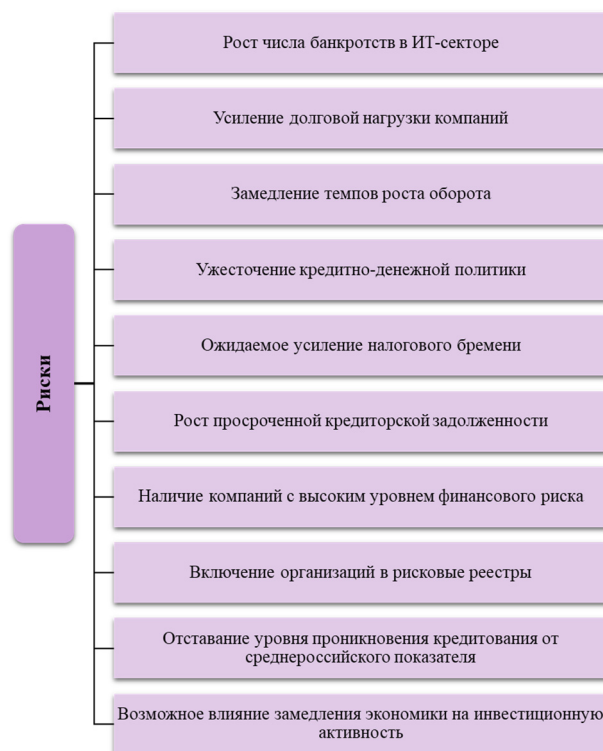 Риски
Рост числа банкротств в ИТ-секторе
Усиление долговой нагрузки компаний
Замедление темпов роста оборота
Ужесточение кредитно-денежной политики
Ожидаемое усиление налогового бремени
Рост просроченной кредиторской задолженности
Наличие компаний с высоким уровнем финансового риска
Включение организаций в рисковые реестры
Отставание уровня проникновения кредитования от
среднероссийского показателя
Возможное влияние замедления экономики на инвестиционную
активность